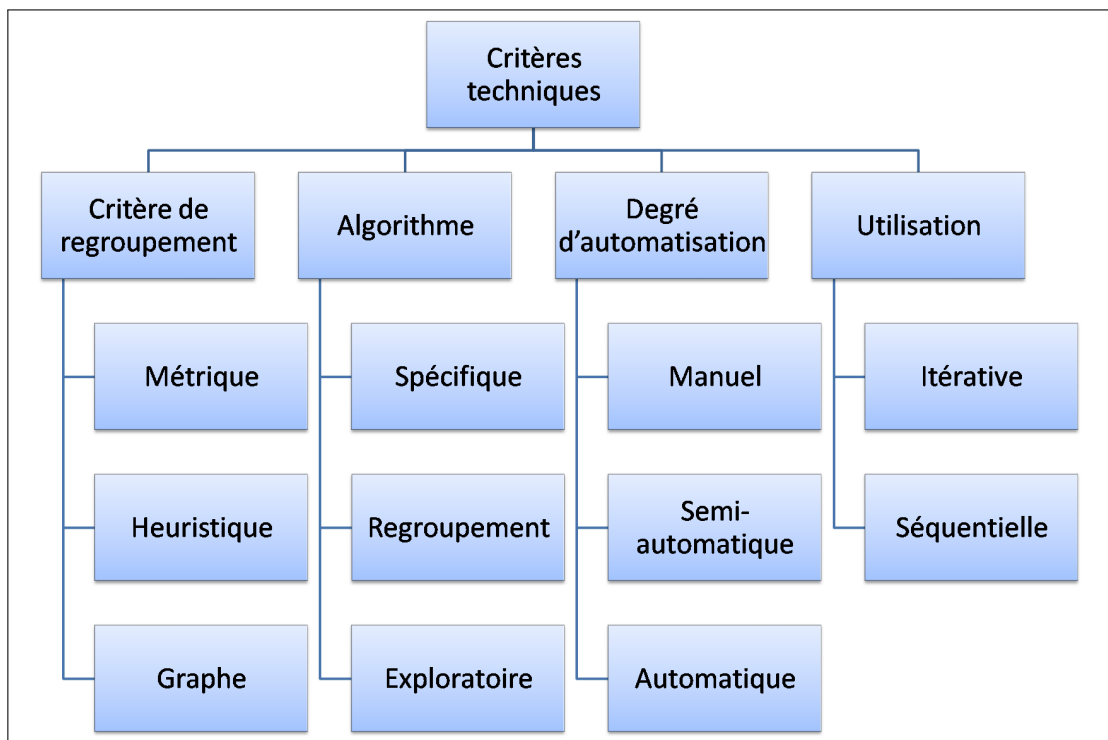 Critères
techniques
Critère de
regroupement
Algorithme
Degré
d'automatisation
Utilisation
Métrique
Spécifique
Manuel
Itérative
Heuristique
Regroupement
Semi-
automatique
Séquentielle
Graphe
Exploratoire
Automatique